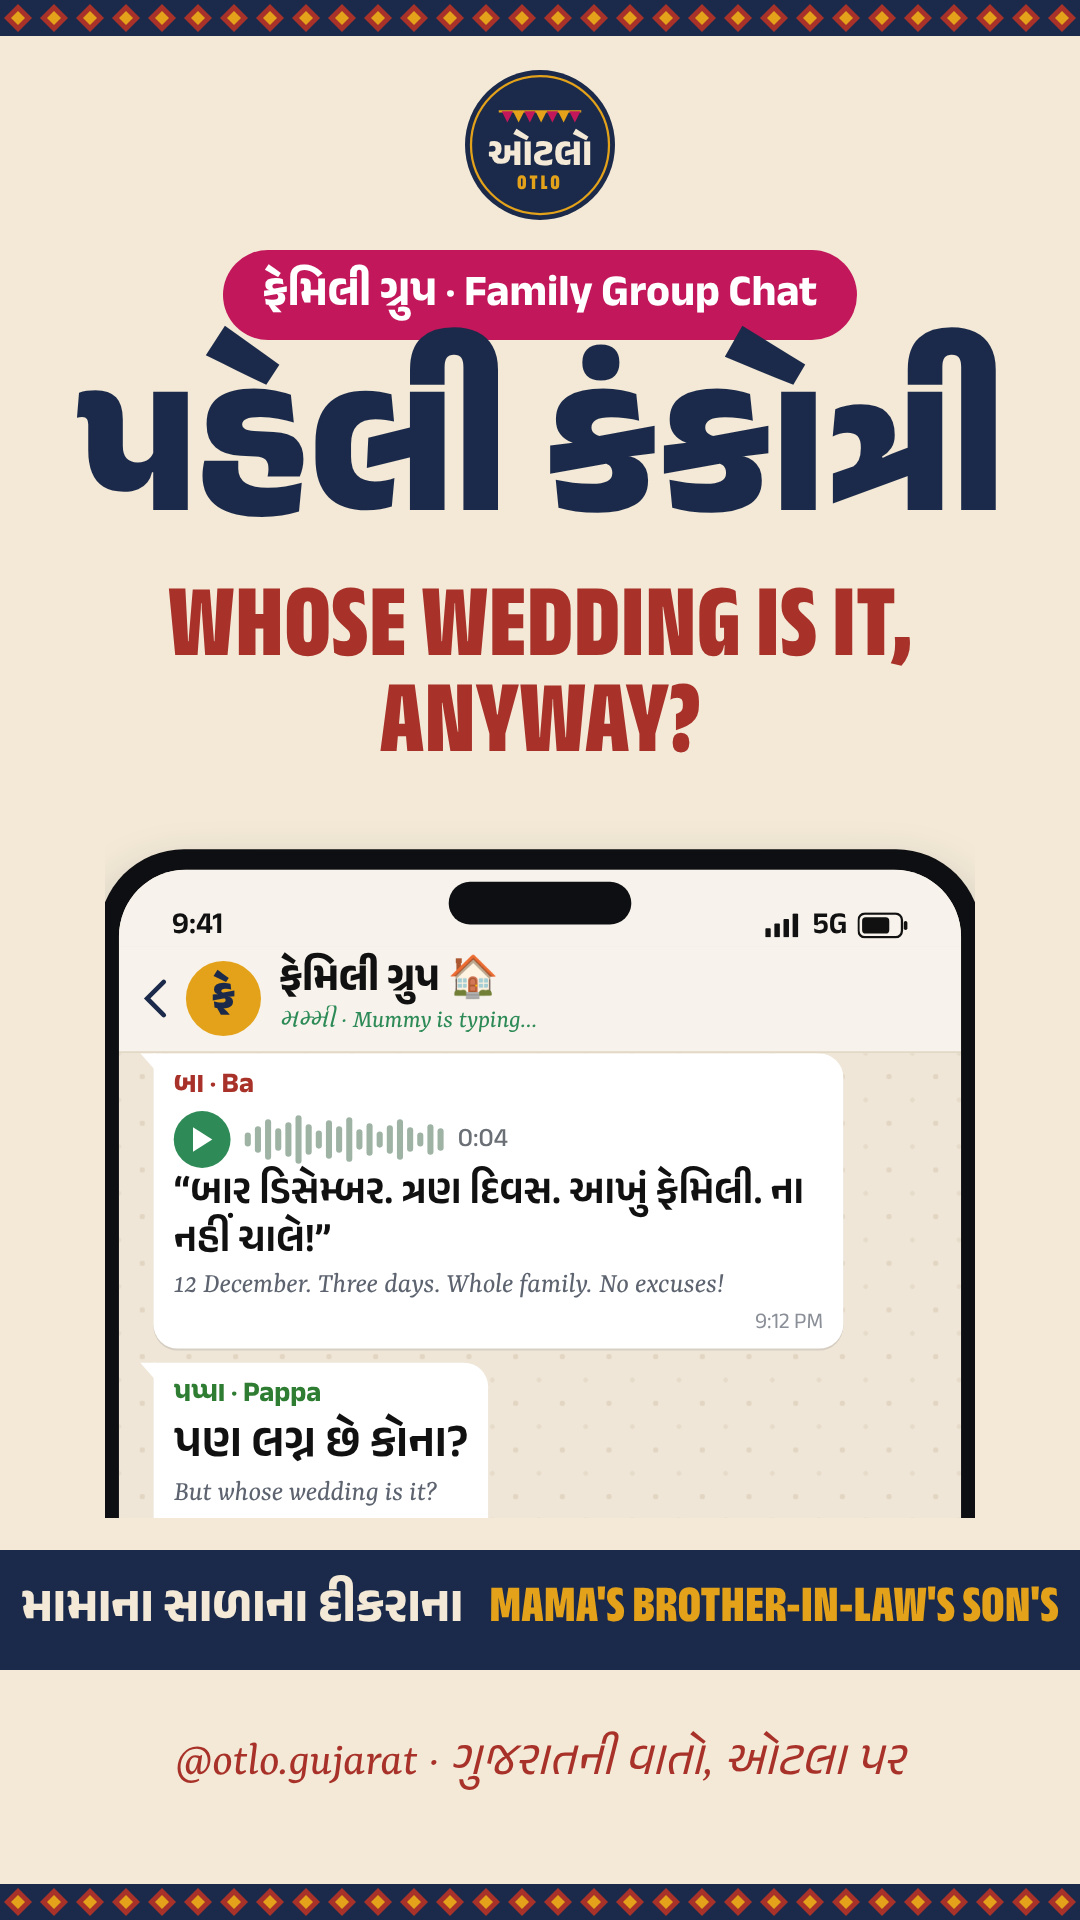 ઓટલો
OTLO
ફેમિલી ગ્રુપ · Family Group Chat
પહેલી કંકોત્રી
WHOSE WEDDING IS IT,
ANYWAY?
9:41
5G
ફે
ફેમિલી ગ્રુપ 🏠
મમ્મી · Mummy is typing…
બા · Ba
0:04
“બાર ડિસેમ્બર. ત્રણ દિવસ. આખું ફેમિલી. ના
નહીં ચાલે!”
12 December. Three days. Whole family. No excuses!
9:12 PM
પપ્પા · Pappa
પણ લગ્ન છે કોના?
But whose wedding is it?
મામાના સાળાના દીકરાના MAMA'S BROTHER-IN-LAW'S SON'S
@otlo.gujarat · ગુજરાતની વાતો, ઓટલા પર